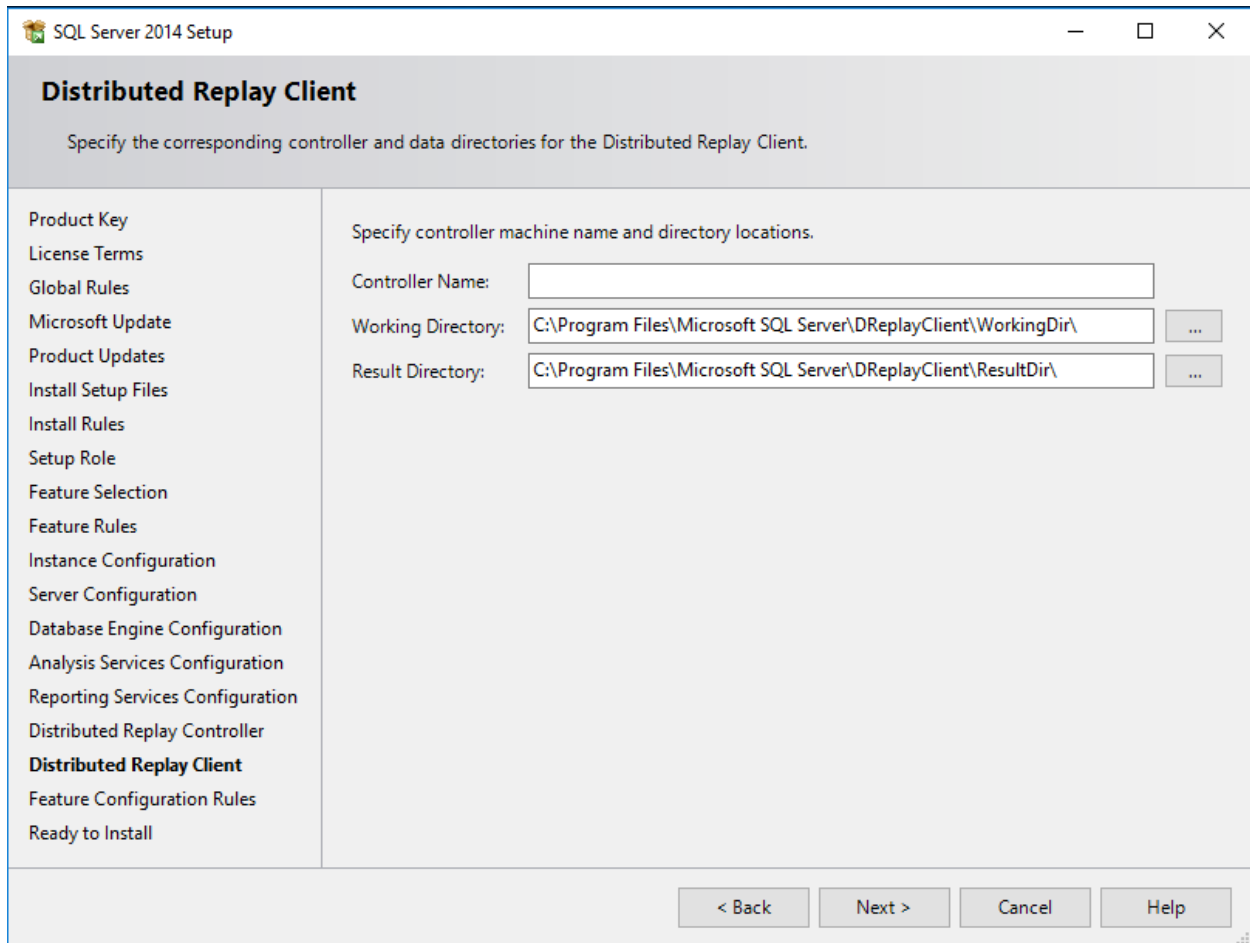 SQL Server 2014 Setup
Distributed Replay Client
Specify the corresponding controller and data directories for the Distributed Replay Client.
Product Key
License Terms
Global Rules
Microsoft Update
Product Updates
Install Setup Files
Install Rules
Setup Role
Feature Selection
Feature Rules
Instance Configuration
Server Configuration
Database Engine Configuration
Analysis Services Configuration
Reporting Services Configuration
Distributed Replay Controller
Distributed Replay Client
Feature Configuration Rules
Ready to Install
Specify controller machine name and directory locations.
Controller Name:
Working Directory: C:\Program Files\Microsoft SQL Server\DReplayClient\WorkingDir\ ...
Result Directory: C:\Program Files\Microsoft SQL Server\DReplayClient\ResultDir\ ...
< Back Next > Cancel Help